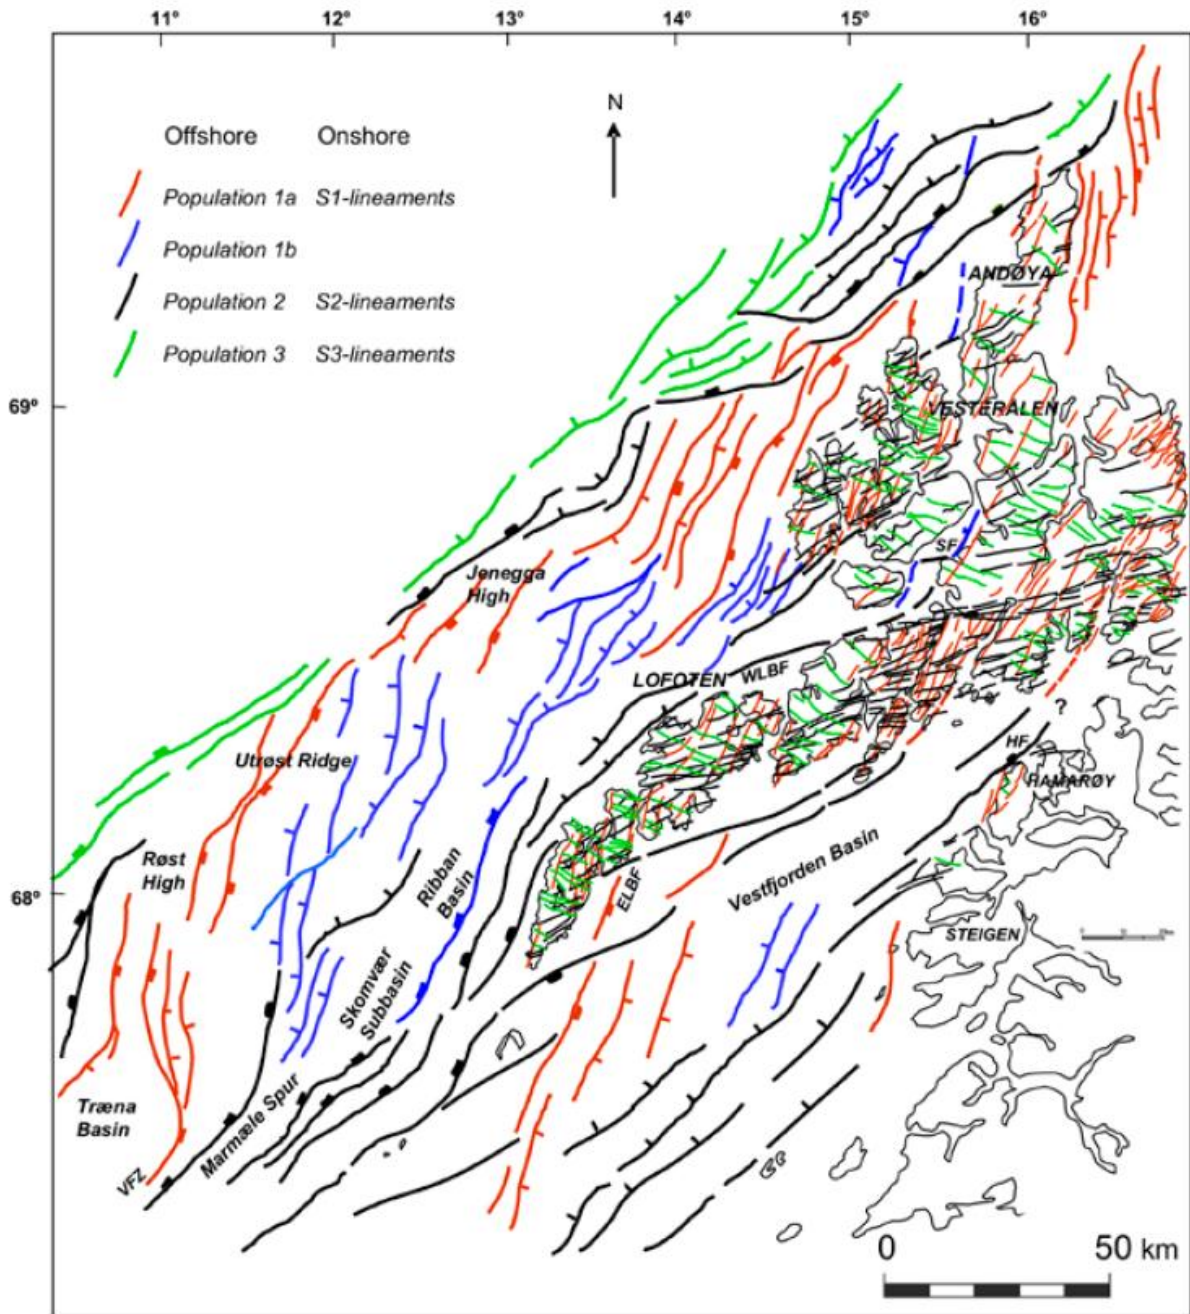 11° 12° 13° 14° 15° 16°
N
Offshore Onshore
Population 1a S1-lineaments
Population 1b
Population 2 S2-lineaments
Population 3 S3-lineaments
ANDØYA
69°
VESTERALEN
SF
Jenegga
High
LOFOTEN
WLBF
?
HF
HAMARØY
Utrøst Ridge
Røst
High
Ribban
Basin
Vestfjorden Basin
68°
ELBF
STEIGEN
Skomvær
Subbasin
Træna
Basin
Marmæle Spur
VFZ
0 50 km